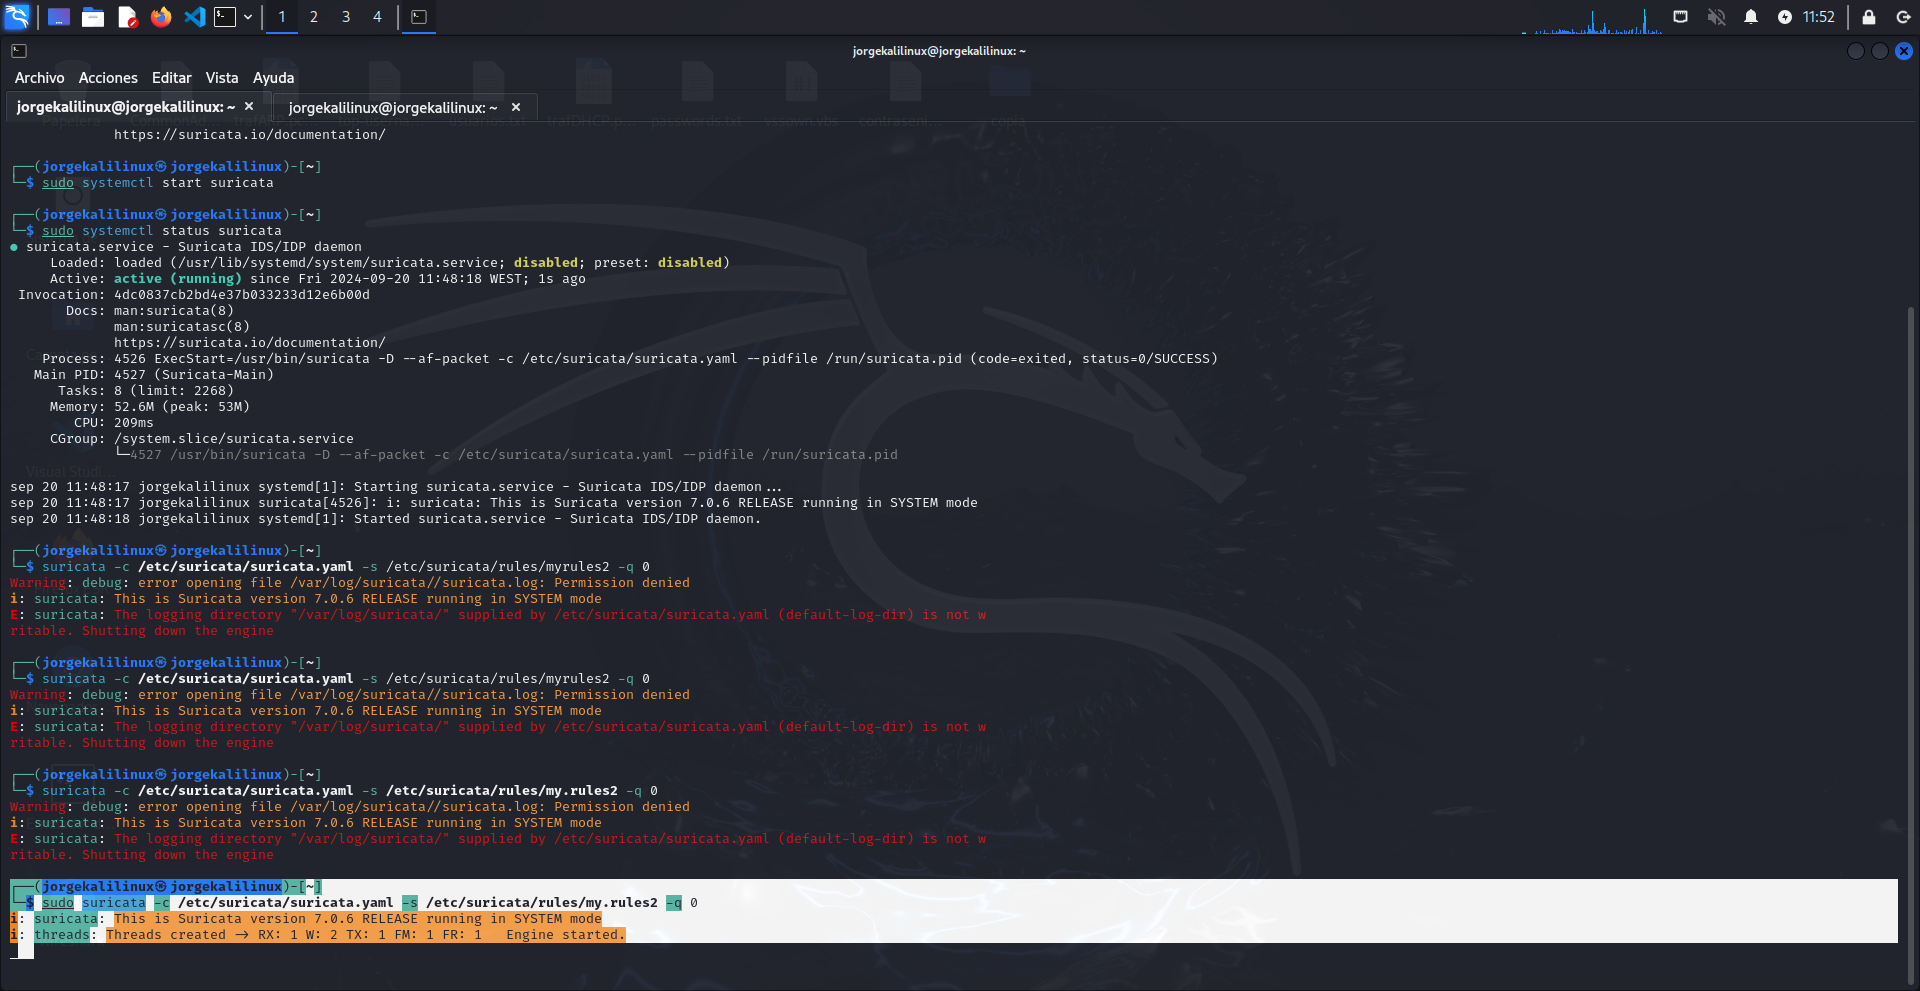 1 2 3 4 11:52
jorgekalilinux@jorgekalilinux: ~
Archivo Acciones Editar Vista Ayuda
jorgekalilinux@jorgekalilinux: ~ × jorgekalilinux@jorgekalilinux: ~ ×
https://suricata.io/documentation/
┌──(jorgekalilinux㉿jorgekalilinux)-[~]
└─$ sudo systemctl start suricata
┌──(jorgekalilinux㉿jorgekalilinux)-[~]
└─$ sudo systemctl status suricata
● suricata.service - Suricata IDS/IDP daemon
Loaded: loaded (/usr/lib/systemd/system/suricata.service; disabled; preset: disabled)
Active: active (running) since Fri 2024-09-20 11:48:18 WEST; 1s ago
Invocation: 4dc0837cb2bd4e37b033233d12e6b00d
Docs: man:suricata(8)
man:suricatasc(8)
https://suricata.io/documentation/
Process: 4526 ExecStart=/usr/bin/suricata -D --af-packet -c /etc/suricata/suricata.yaml --pidfile /run/suricata.pid (code=exited, status=0/SUCCESS)
Main PID: 4527 (Suricata-Main)
Tasks: 8 (limit: 2268)
Memory: 52.6M (peak: 53M)
CPU: 209ms
CGroup: /system.slice/suricata.service
└─4527 /usr/bin/suricata -D --af-packet -c /etc/suricata/suricata.yaml --pidfile /run/suricata.pid
sep 20 11:48:17 jorgekalilinux systemd[1]: Starting suricata.service - Suricata IDS/IDP daemon...
sep 20 11:48:17 jorgekalilinux suricata[4526]: i: suricata: This is Suricata version 7.0.6 RELEASE running in SYSTEM mode
sep 20 11:48:18 jorgekalilinux systemd[1]: Started suricata.service - Suricata IDS/IDP daemon.
┌──(jorgekalilinux㉿jorgekalilinux)-[~]
└─$ suricata -c /etc/suricata/suricata.yaml -s /etc/suricata/rules/myrules2 -q 0
Warning: debug: error opening file /var/log/suricata//suricata.log: Permission denied
i: suricata: This is Suricata version 7.0.6 RELEASE running in SYSTEM mode
E: suricata: The logging directory "/var/log/suricata/" supplied by /etc/suricata/suricata.yaml (default-log-dir) is not w
ritable. Shutting down the engine
┌──(jorgekalilinux㉿jorgekalilinux)-[~]
└─$ suricata -c /etc/suricata/suricata.yaml -s /etc/suricata/rules/myrules2 -q 0
Warning: debug: error opening file /var/log/suricata//suricata.log: Permission denied
i: suricata: This is Suricata version 7.0.6 RELEASE running in SYSTEM mode
E: suricata: The logging directory "/var/log/suricata/" supplied by /etc/suricata/suricata.yaml (default-log-dir) is not w
ritable. Shutting down the engine
┌──(jorgekalilinux㉿jorgekalilinux)-[~]
└─$ suricata -c /etc/suricata/suricata.yaml -s /etc/suricata/rules/my.rules2 -q 0
Warning: debug: error opening file /var/log/suricata//suricata.log: Permission denied
i: suricata: This is Suricata version 7.0.6 RELEASE running in SYSTEM mode
E: suricata: The logging directory "/var/log/suricata/" supplied by /etc/suricata/suricata.yaml (default-log-dir) is not w
ritable. Shutting down the engine
┌──(jorgekalilinux㉿jorgekalilinux)-[~]
└─$ sudo suricata -c /etc/suricata/suricata.yaml -s /etc/suricata/rules/my.rules2 -q 0
i: suricata: This is Suricata version 7.0.6 RELEASE running in SYSTEM mode
i: threads: Threads created -> RX: 1 W: 2 TX: 1 FM: 1 FR: 1 Engine started.